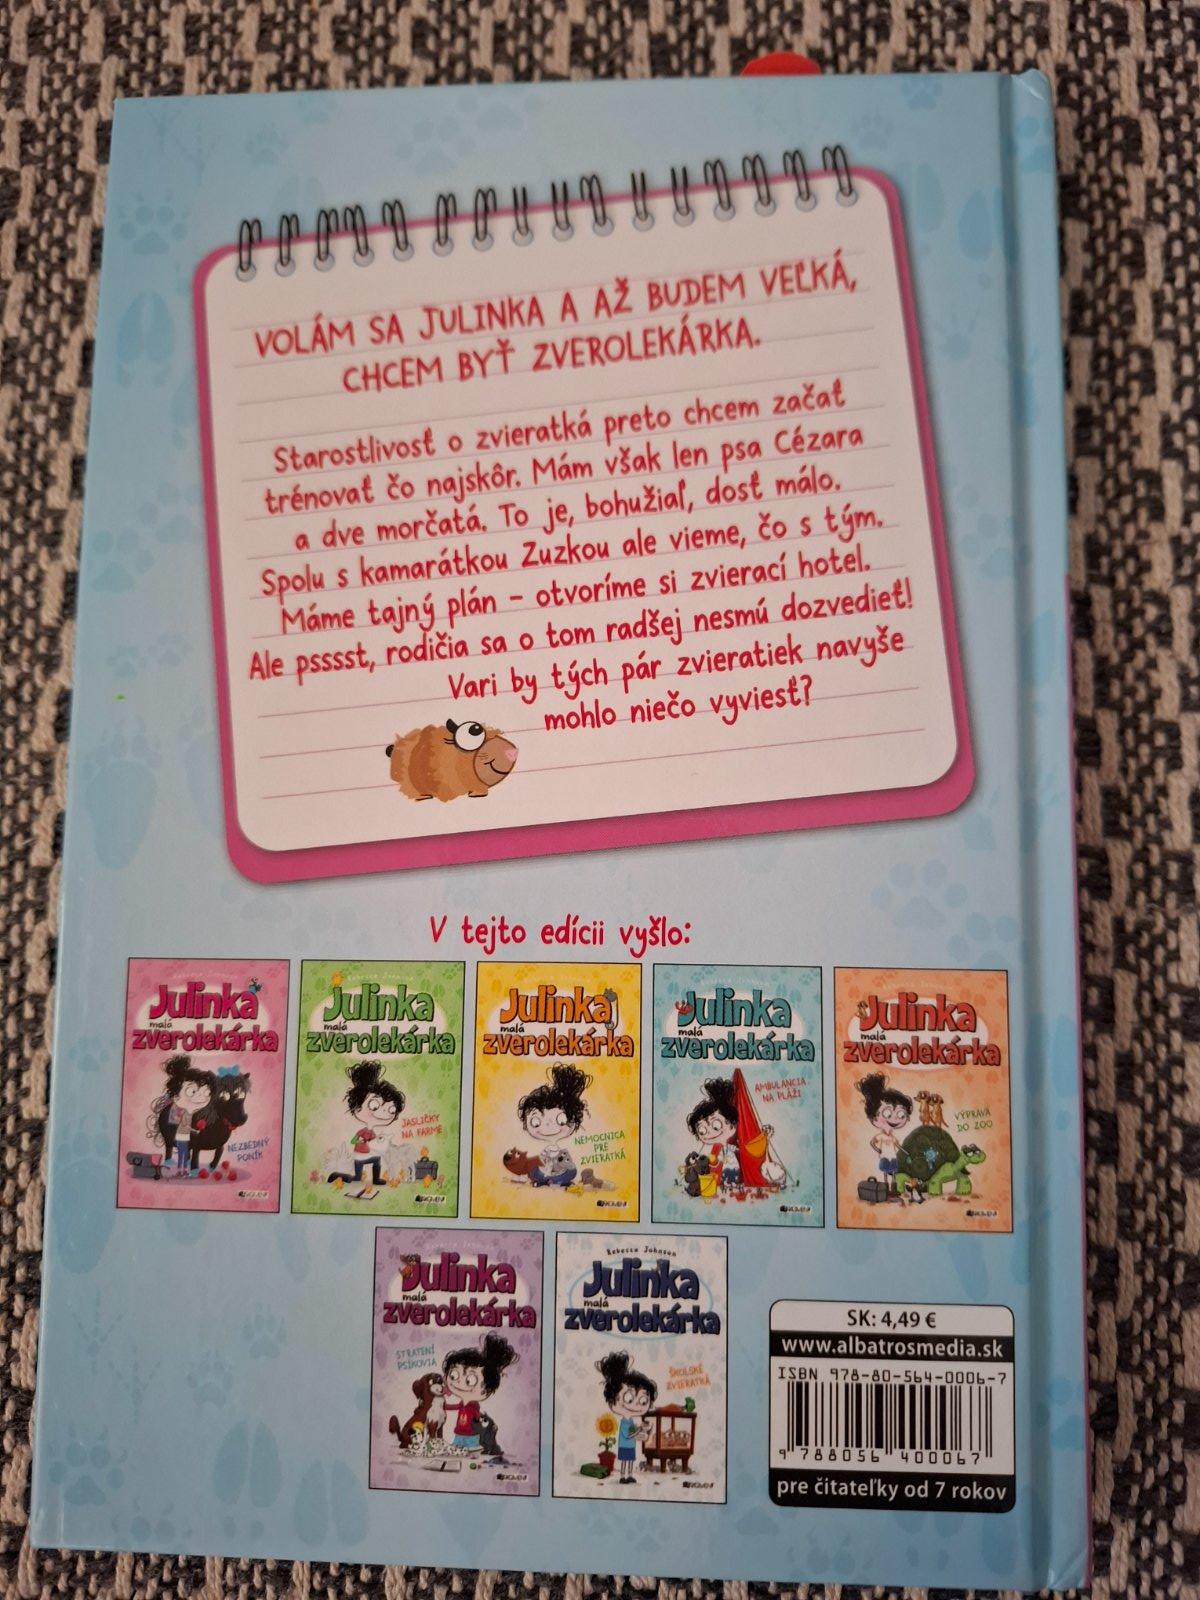 VOLÁM SA JULINKA A AŽ BUDEM VEĽKÁ,
CHCEM BYŤ ZVEROLEKÁRKA.
Starostlivosť o zvieratká preto chcem začať
trénovať čo najskôr. Mám však len psa Cézara
a dve morčatá. To je, bohužiaľ, dosť málo.
Spolu s kamarátkou Zuzkou ale vieme, čo s tým.
Máme tajný plán – otvoríme si zvierací hotel.
Ale psssst, rodičia sa o tom radšej nesmú dozvedieť!
Vari by tých pár zvieratiek navyše
mohlo niečo vyviesť?
V tejto edícii vyšlo:
Rebecca Johnson
Julinka
malá
zverolekárka
NEZBEDNÝ
PONÍK
Rebecca Johnson
Julinka
malá
zverolekárka
JASLIČKY
NA FARME
Julinka
malá
zverolekárka
NEMOCNICA
PRE
ZVIERATKÁ
Julinka
malá
zverolekárka
AMBULANCIA
NA PLÁŽI
Julinka
malá
zverolekárka
VÝPRAVA
DO ZOO
Julinka
malá
zverolekárka
STRATENÍ
PSÍKOVIA
Rebecca Johnson
Julinka
malá
zverolekárka
ŠKOLSKÉ
ZVIERATKÁ
SK: 4,49 €
www.albatrosmedia.sk
ISBN 978-80-564-0006-7
9 788056 400067
pre čitateľky od 7 rokov